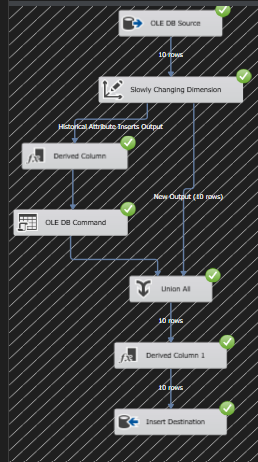 OLE DB Source
10 rows
Slowly Changing Dimension
Historical Attribute Inserts Output
Derived Column
New Output (10 rows)
OLE DB Command
Union All
10 rows
Derived Column 1
10 rows
Insert Destination